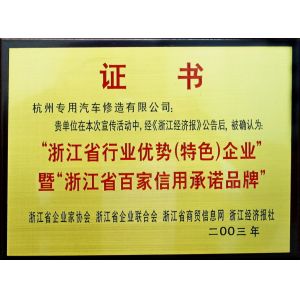 证书
杭州专用汽车修造有限公司：
贵单位在本次宣传活动中，经《浙江经济报》公告后，被确认为：
“浙江省行业优势（特色）企业”
暨“浙江省百家信用承诺品牌”
浙江省企业家协会 浙江省企业联合会 浙江省商贸信息网 浙江经济报社
二〇〇三年